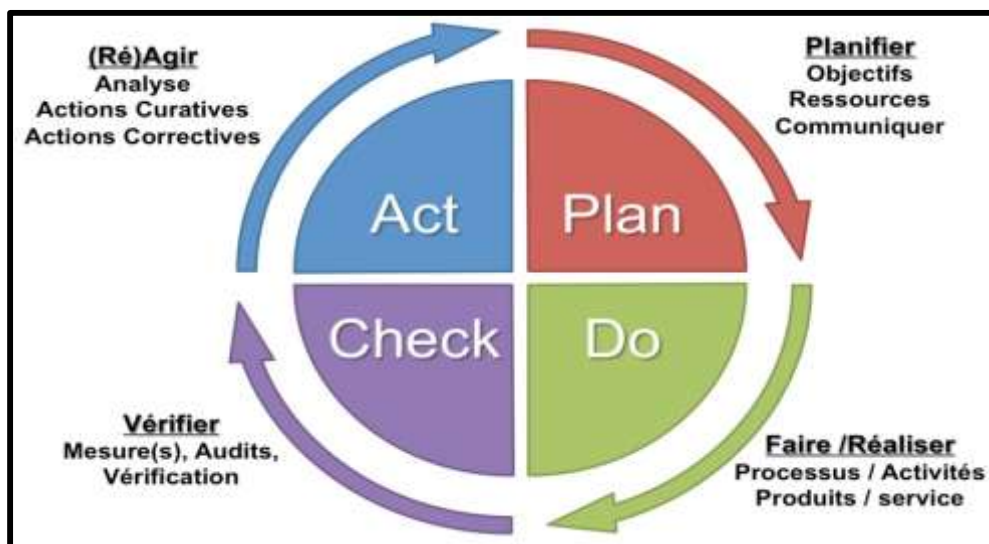 (Ré)Agir
Analyse
Actions Curatives
Actions Correctives
Planifier
Objectifs
Ressources
Communiquer
Act
Plan
Check
Do
Vérifier
Mesure(s), Audits,
Vérification
Faire /Réaliser
Processus / Activités
Produits / service